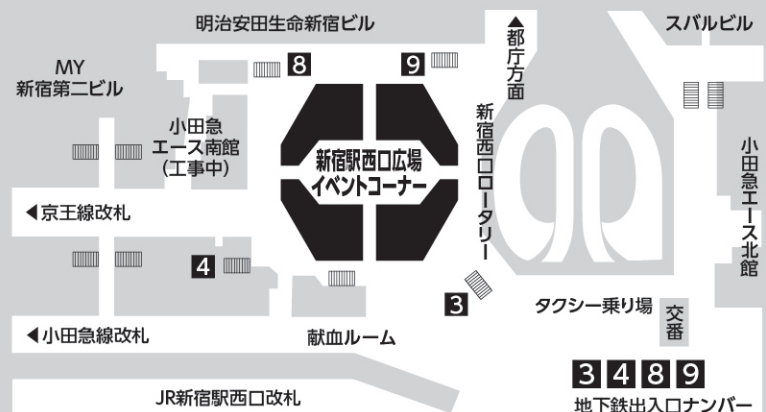 明治安田生命新宿ビル
▲都庁方面
スバルビル
MY
新宿第二ビル
8
9
小田急
エース南館
(工事中)
新宿駅西口広場
イベントコーナー
新宿西口ロータリー
小田急エース北館
◀京王線改札
4
3
◀小田急線改札
献血ルーム
タクシー乗り場
交番
JR新宿駅西口改札
3 4 8 9
地下鉄出入口ナンバー